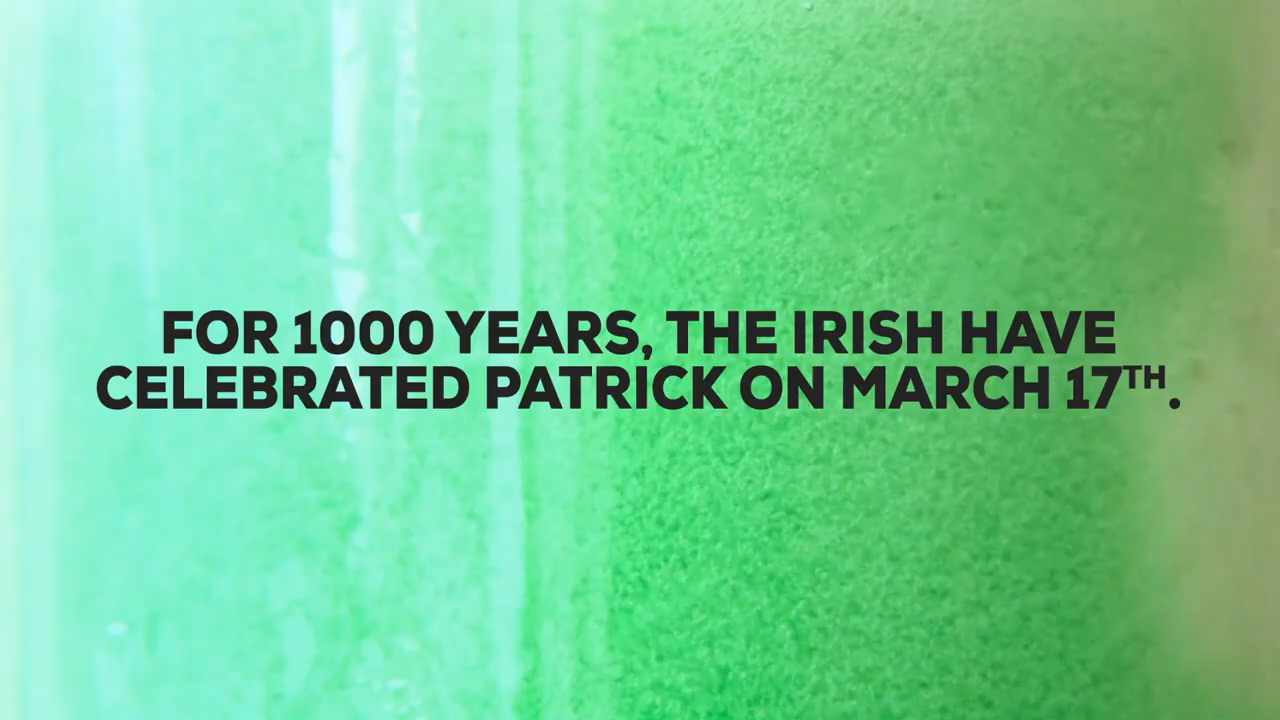 FOR 1000 YEARS, THE IRISH HAVE
CELEBRATED PATRICK ON MARCH 17TH.